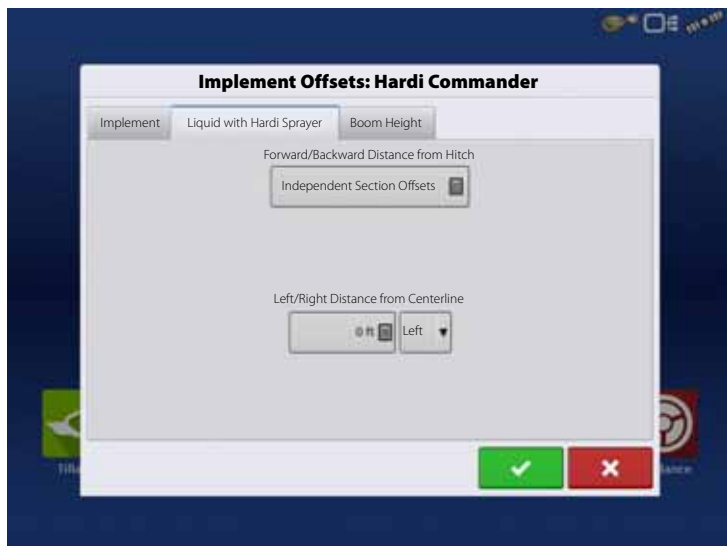 Implement Offsets: Hardi Commander
Implement Liquid with Hardi Sprayer Boom Height
Forward/Backward Distance from Hitch
Independent Section Offsets
Left/Right Distance from Centerline
0 ft Left